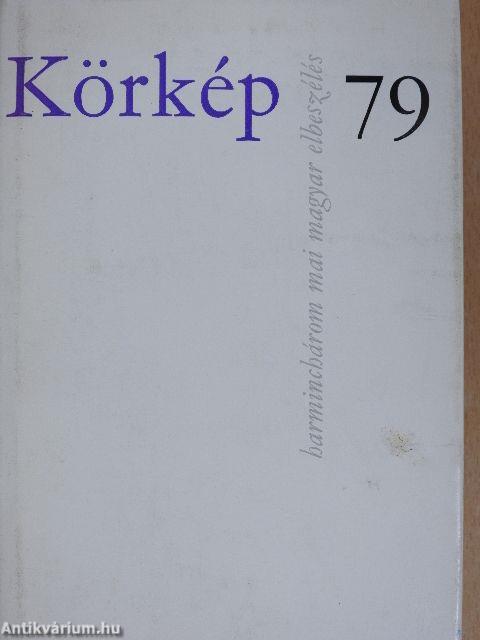 Körkép 79
harminchárom mai magyar elbeszélés
Antikvárium.hu